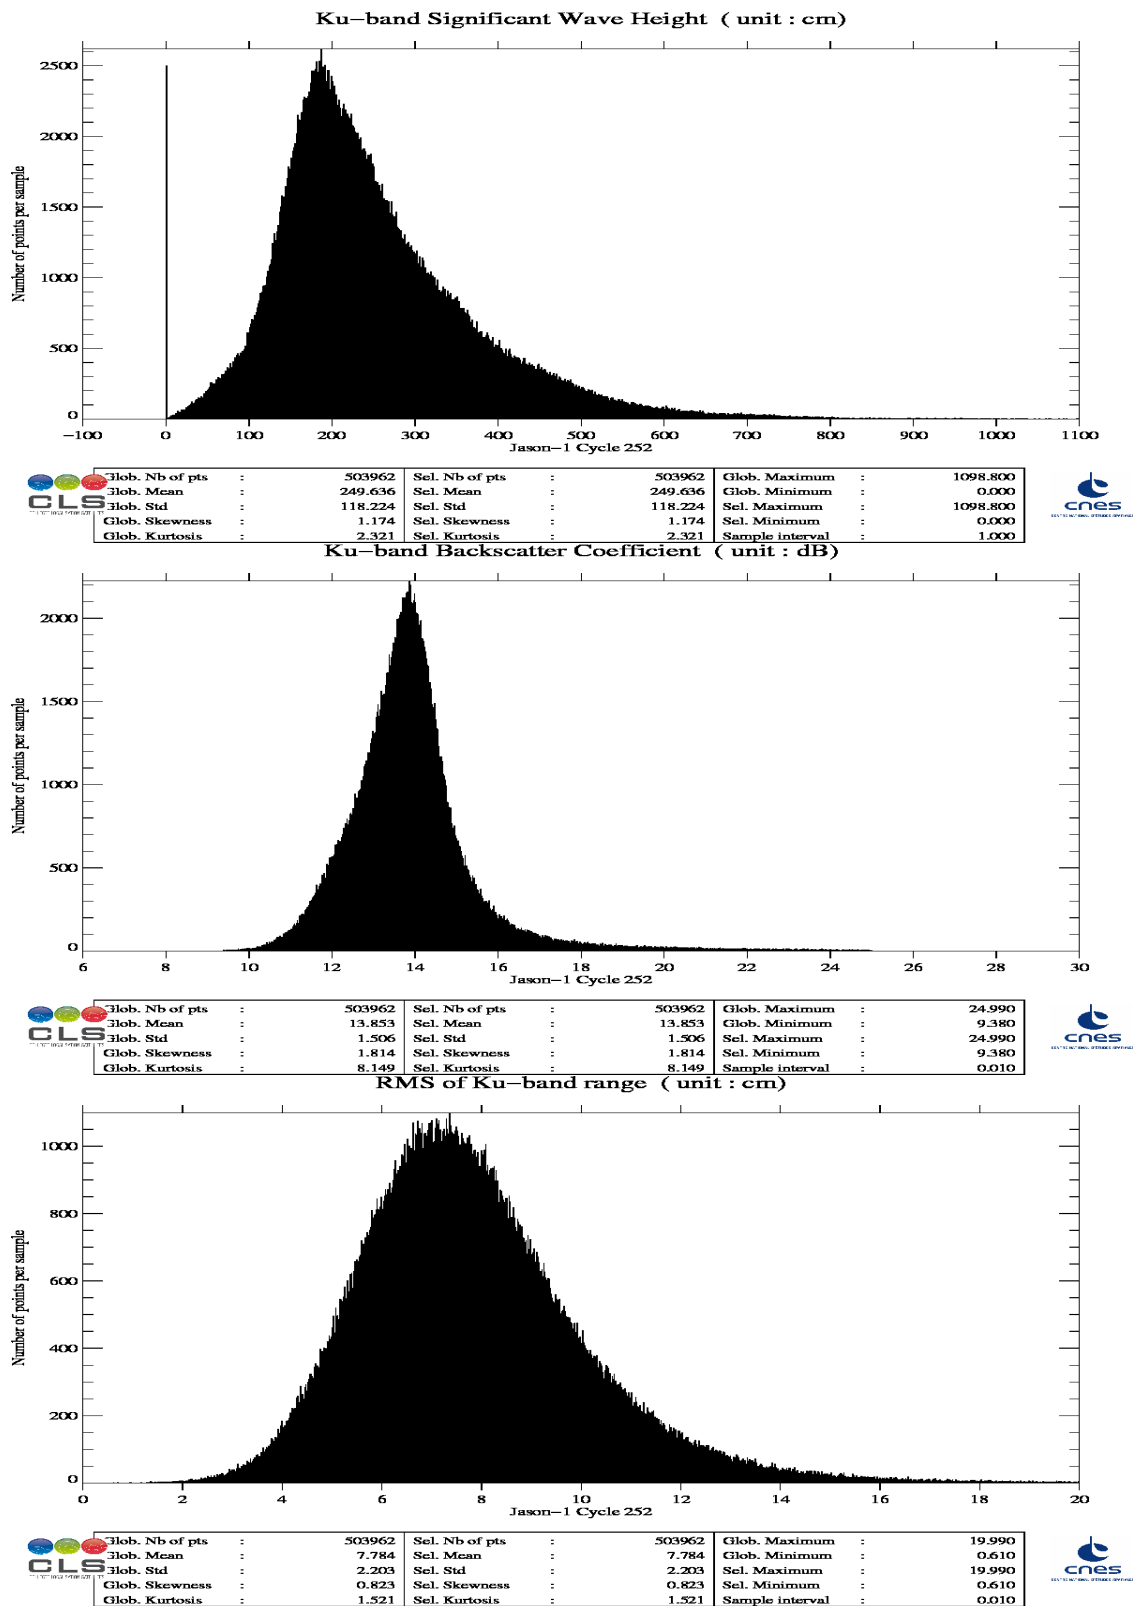 Ku-band Significant Wave Height ( unit : cm)
Number of points per sample
2500
2000
1500
1000
500
0
-100 0 100 200 300 400 500 600 700 800 900 1000 1100
Jason-1 Cycle 252
CLS
Glob. Nb of pts : 503962 Sel. Nb of pts : 503962 Glob. Maximum : 1098.800
Glob. Mean : 249.636 Sel. Mean : 249.636 Glob. Minimum : 0.000
Glob. Std : 118.224 Sel. Std : 118.224 Sel. Maximum : 1098.800
Glob. Skewness : 1.174 Sel. Skewness : 1.174 Sel. Minimum : 0.000
Glob. Kurtosis : 2.321 Sel. Kurtosis : 2.321 Sample interval : 1.000
cnes
Ku-band Backscatter Coefficient ( unit : dB)
Number of points per sample
2000
1500
1000
500
0
6 8 10 12 14 16 18 20 22 24 26 28 30
Jason-1 Cycle 252
CLS
Glob. Nb of pts : 503962 Sel. Nb of pts : 503962 Glob. Maximum : 24.990
Glob. Mean : 13.853 Sel. Mean : 13.853 Glob. Minimum : 9.380
Glob. Std : 1.506 Sel. Std : 1.506 Sel. Maximum : 24.990
Glob. Skewness : 1.814 Sel. Skewness : 1.814 Sel. Minimum : 9.380
Glob. Kurtosis : 8.149 Sel. Kurtosis : 8.149 Sample interval : 0.010
cnes
RMS of Ku-band range ( unit : cm)
Number of points per sample
1000
800
600
400
200
0
0 2 4 6 8 10 12 14 16 18 20
Jason-1 Cycle 252
CLS
Glob. Nb of pts : 503962 Sel. Nb of pts : 503962 Glob. Maximum : 19.990
Glob. Mean : 7.784 Sel. Mean : 7.784 Glob. Minimum : 0.610
Glob. Std : 2.203 Sel. Std : 2.203 Sel. Maximum : 19.990
Glob. Skewness : 0.823 Sel. Skewness : 0.823 Sel. Minimum : 0.610
Glob. Kurtosis : 1.521 Sel. Kurtosis : 1.521 Sample interval : 0.010
cnes